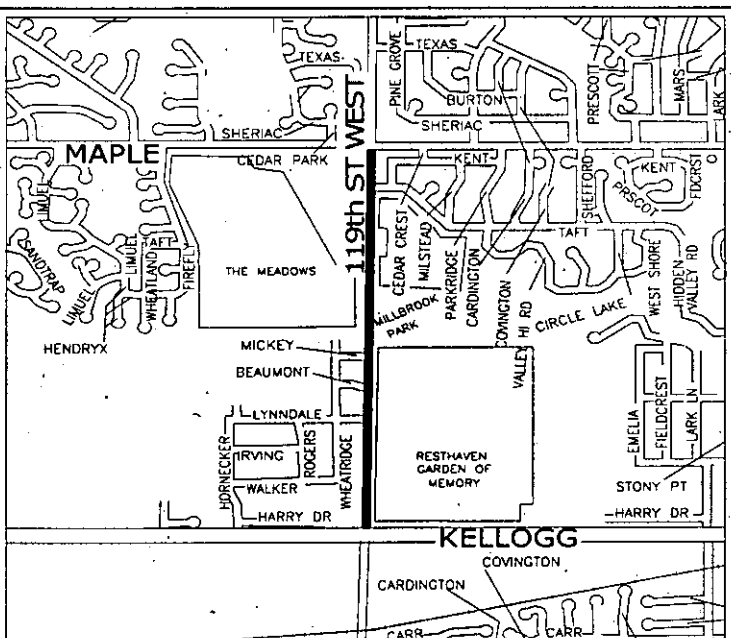 TEXAS
119th ST WEST
PINE GROVE
TEXAS
BURTON
SHERIAC
PRESCOTT
MARS
LARK
SHERIAC
MAPLE
CEDAR PARK
KENT
SHEFFORD
PRSCOT
KENT
FDCRST
LIMUEL
SANDTRAP
LIMUEL
LIMUEL
TAFT
WHEATLAND
FIREFLY
HENDRYX
THE MEADOWS
CEDAR CREST
MILSTEAD
PARKRIDGE
CARDINGTON
COVINGTON
TAFT
VALLEY HI RD
CIRCLE LAKE
WEST SHORE
HIDDEN
VALLEY RD
MILLBROOK
PARK
MICKEY
BEAUMONT
LYNNDALE
HORNECKER
IRVING
ROGERS
WHEATRIDGE
WALKER
HARRY DR
RESTHAVEN
GARDEN OF
MEMORY
EMELIA
FIELDCREST
LARK LN
STONY PT
HARRY DR
KELLOGG
COVINGTON
CARDINGTON
CARR
CARR